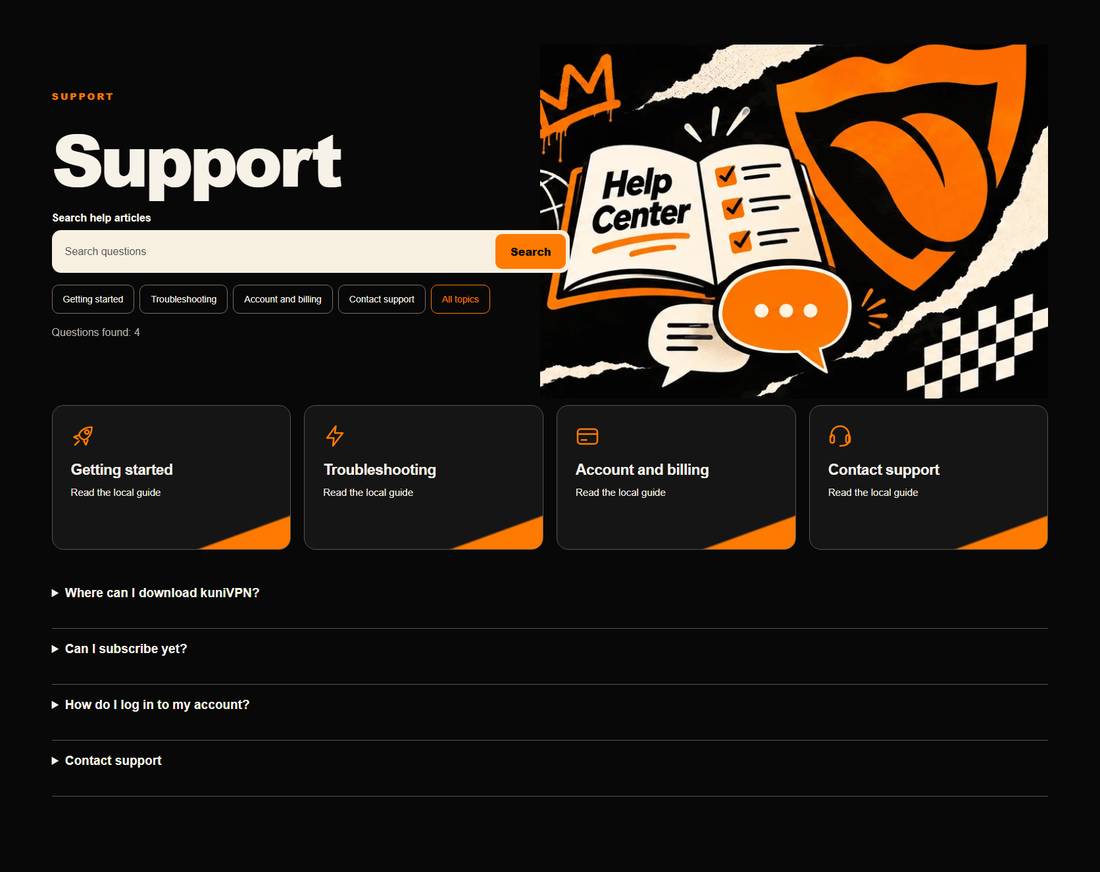 SUPPORT
Support
Search help articles
Search questions
Search
Getting started
Troubleshooting
Account and billing
Contact support
All topics
Questions found: 4
Help
Center
Getting started
Read the local guide
Troubleshooting
Read the local guide
Account and billing
Read the local guide
Contact support
Read the local guide
Where can I download kuniVPN?
Can I subscribe yet?
How do I log in to my account?
Contact support